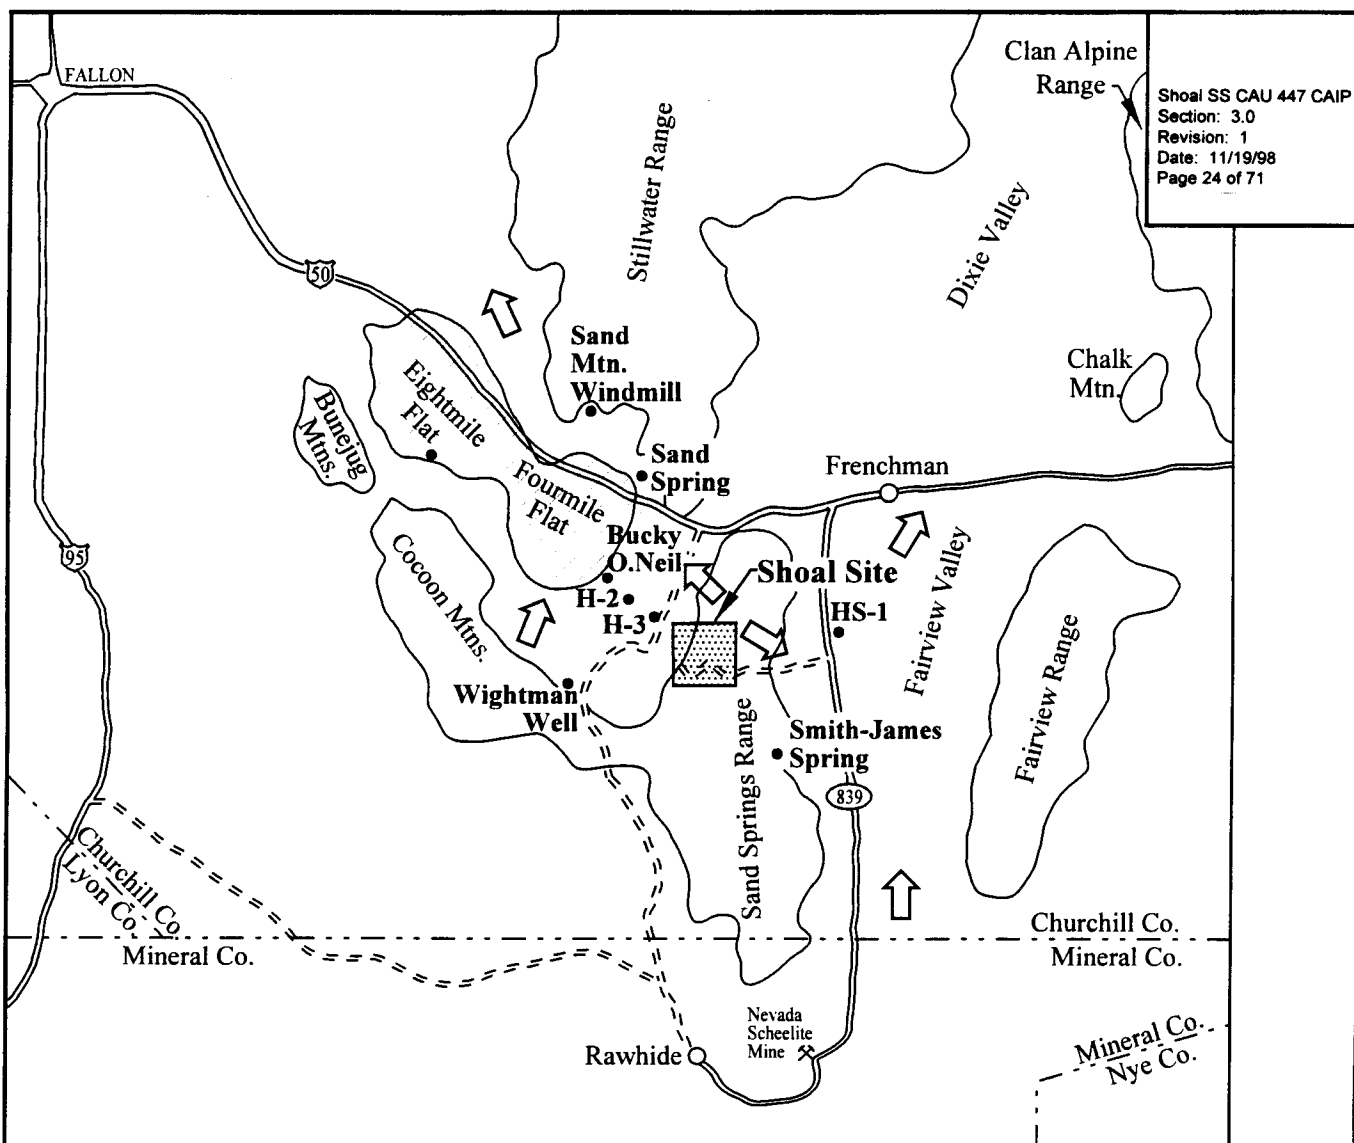 Clan Alpine
Range
Shoal SS CAU 447 CAIP
Section: 3.0
Revision: 1
Date: 11/19/98
Page 24 of 71
FALLON
Stillwater Range
Dixie Valley
50
Sand
Mtn.
Windmill
Chalk
Mtn.
Eightmile
Flat
Bunejug
Mtns.
Sand
Spring
Frenchman
Fourmile
Flat
95
Cocoon Mtns.
Bucky
O.Neil
Shoal Site
H-2
H-3
HS-1
Fairview Valley
Fairview Range
Wightman
Well
Sand Springs Range
Smith-James
Spring
839
Churchill Co.
Lyon Co.
Mineral Co.
Churchill Co.
Mineral Co.
Nevada
Scheelite
Mine
Rawhide
Mineral Co.
Nye Co.